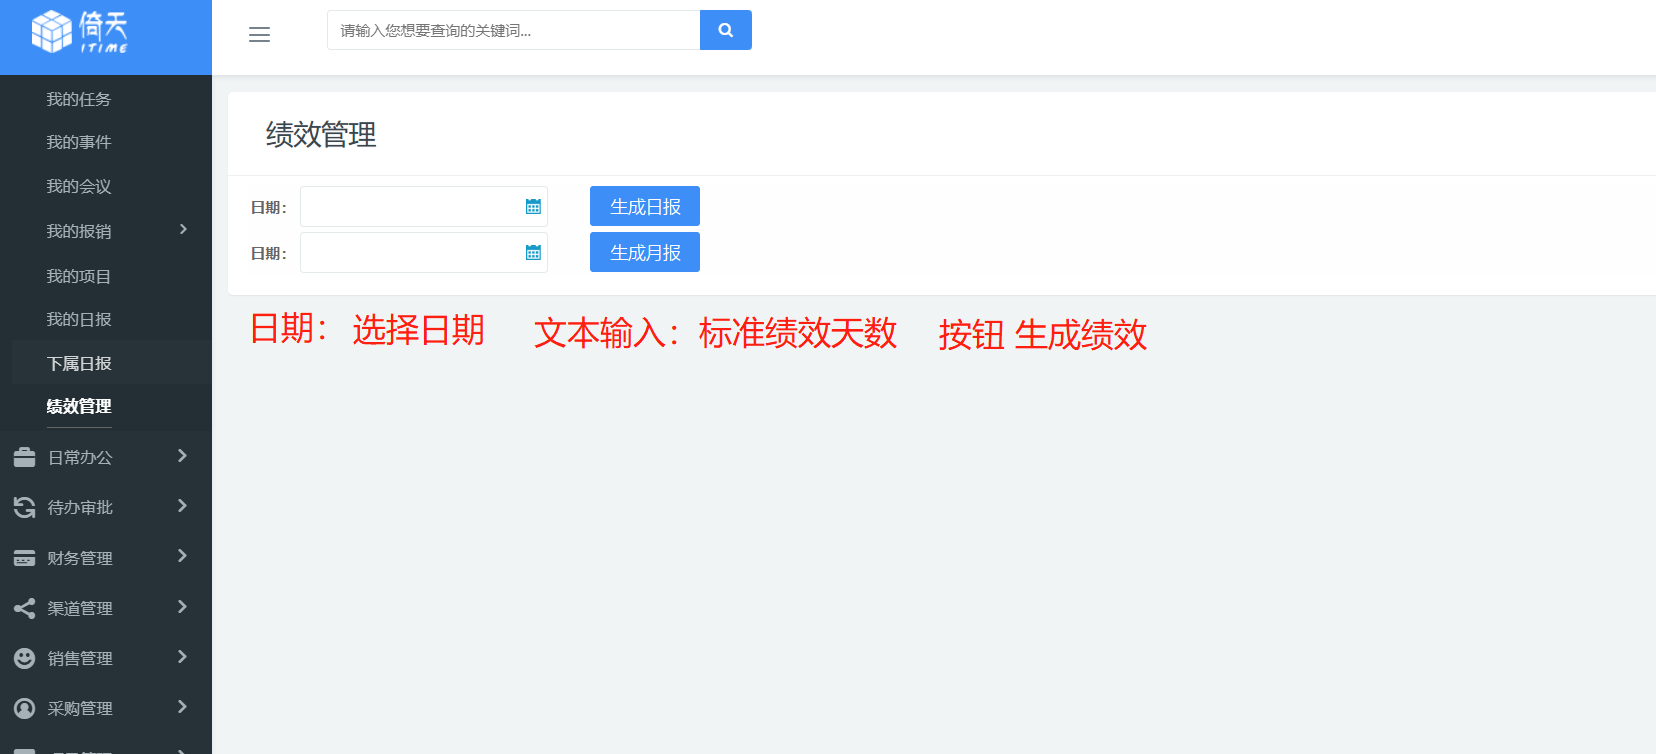 倚天
ITIME
请输入您想要查询的关键词...
我的任务
我的事件
我的会议
我的报销
我的项目
我的日报
下属日报
绩效管理
日常办公
待办审批
财务管理
渠道管理
销售管理
采购管理
绩效管理
日期: 生成日报
日期: 生成月报
日期： 选择日期 文本输入：标准绩效天数 按钮 生成绩效